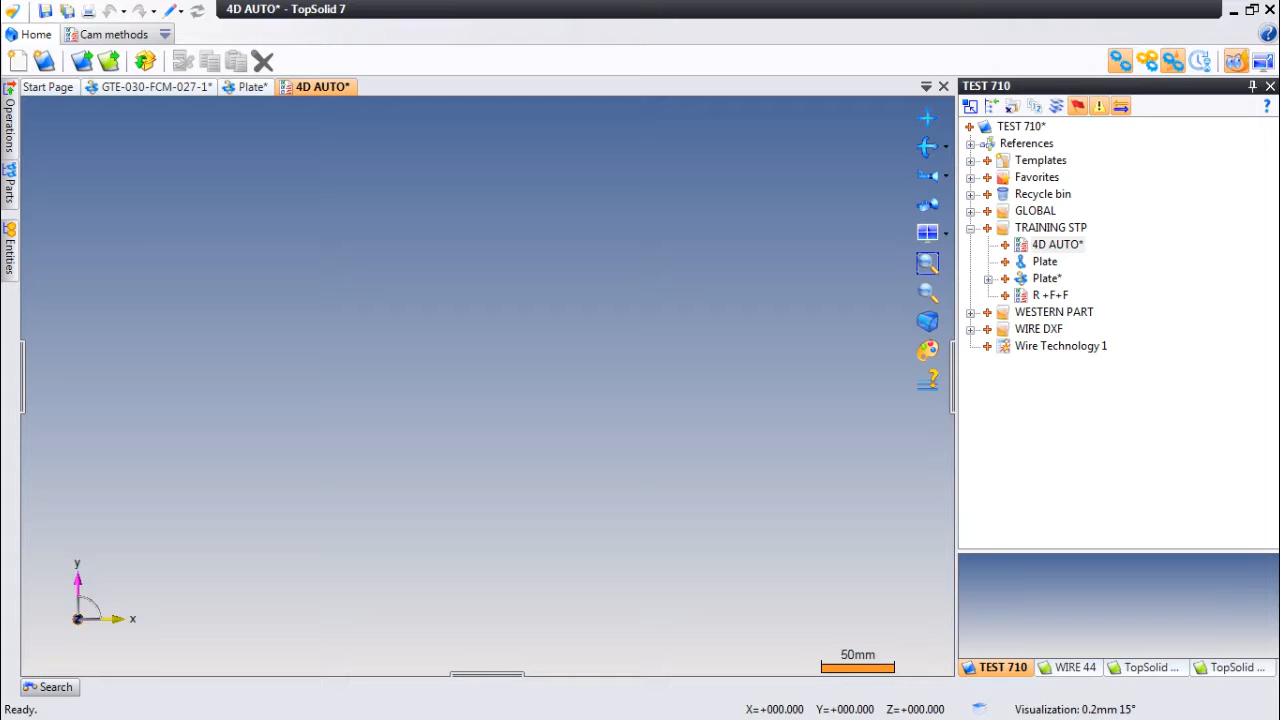 4D AUTO* - TopSolid 7
Home
Cam methods
Start Page
GTE-030-FCM-027-1*
Plate*
4D AUTO*
TEST 710
Operations
Parts
Entities
TEST 710*
References
Templates
Favorites
Recycle bin
GLOBAL
TRAINING STP
4D AUTO*
Plate
Plate*
R +F+F
WESTERN PART
WIRE DXF
Wire Technology 1
y
x
50mm
TEST 710
WIRE 44
TopSolid ...
TopSolid ...
Search
Ready.
X=+000.000 Y=+000.000 Z=+000.000
Visualization: 0.2mm 15°